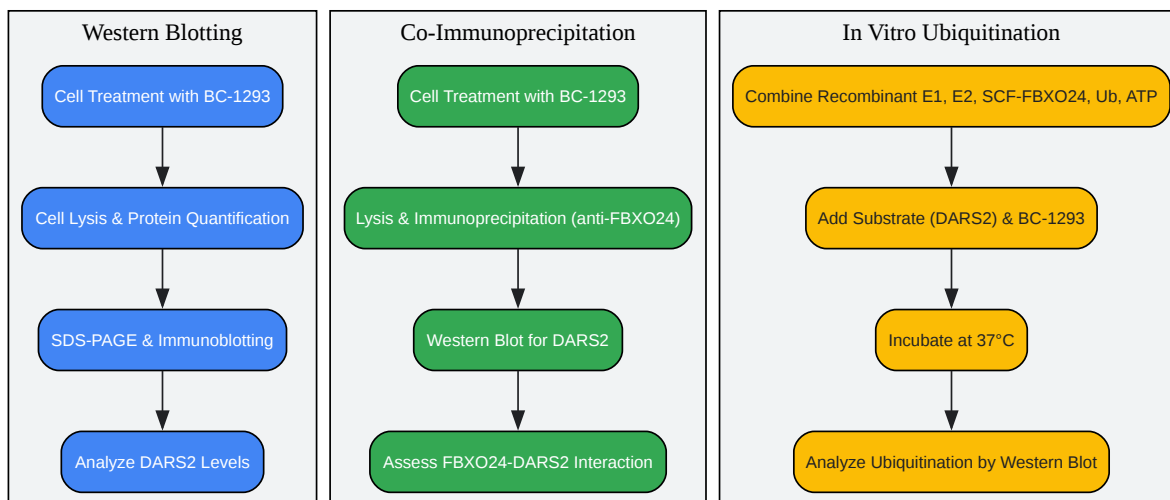 Western Blotting
Cell Treatment with BC-1293
Cell Lysis & Protein Quantification
SDS-PAGE & Immunoblotting
Analyze DARS2 Levels
Co-Immunoprecipitation
Cell Treatment with BC-1293
Lysis & Immunoprecipitation (anti-FBXO24)
Western Blot for DARS2
Assess FBXO24-DARS2 Interaction
In Vitro Ubiquitination
Combine Recombinant E1, E2, SCF-FBXO24, Ub, ATP
Add Substrate (DARS2) & BC-1293
Incubate at 37°C
Analyze Ubiquitination by Western Blot